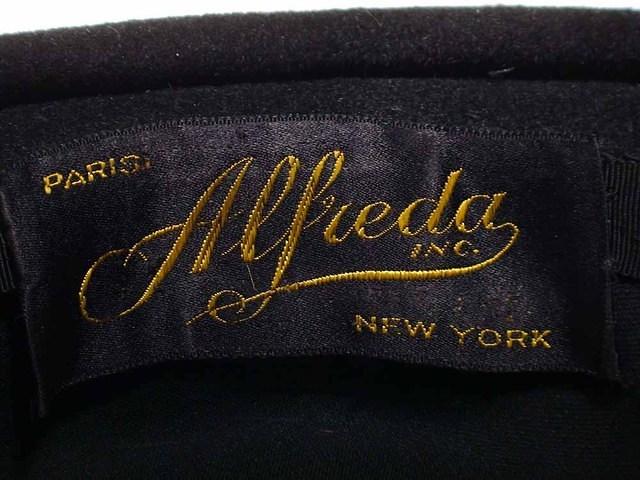 PARIS.
Alfreda
INC.
NEW YORK